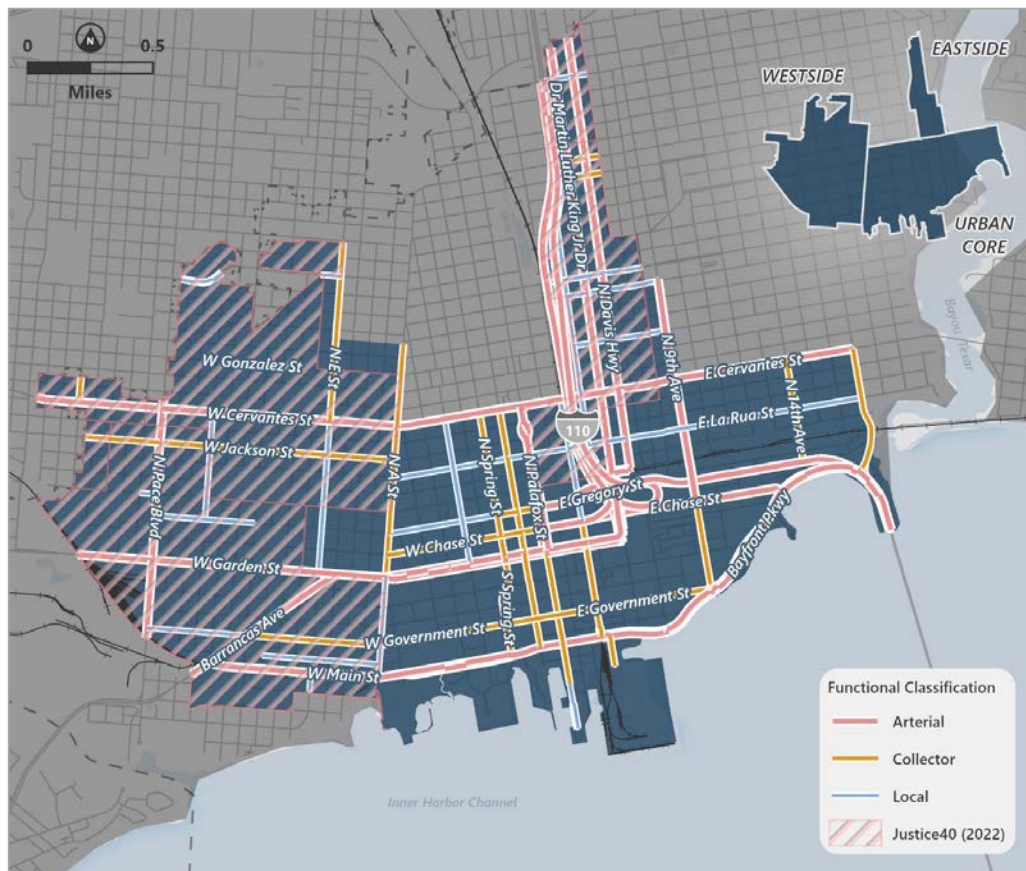 0
N
0.5
Miles
EASTSIDE
WESTSIDE
URBAN
CORE
Dr Martin Luther King Jr Dr
N Davis Hwy
N 9th Ave
W Gonzalez St
N E St
W Cervantes St
E Cervantes St
N 14th Ave
E La Rua St
Bayou Texar
W Jackson St
N Pace Blvd
N A St
N Spring St
N Palafox St
110
E Gregory St
E Chase St
W Chase St
Bayfront Pkwy
W Garden St
Barrancas Ave
S Spring St
E Government St
W Government St
W Main St
Inner Harbor Channel
Functional Classification
Arterial
Collector
Local
Justice40 (2022)